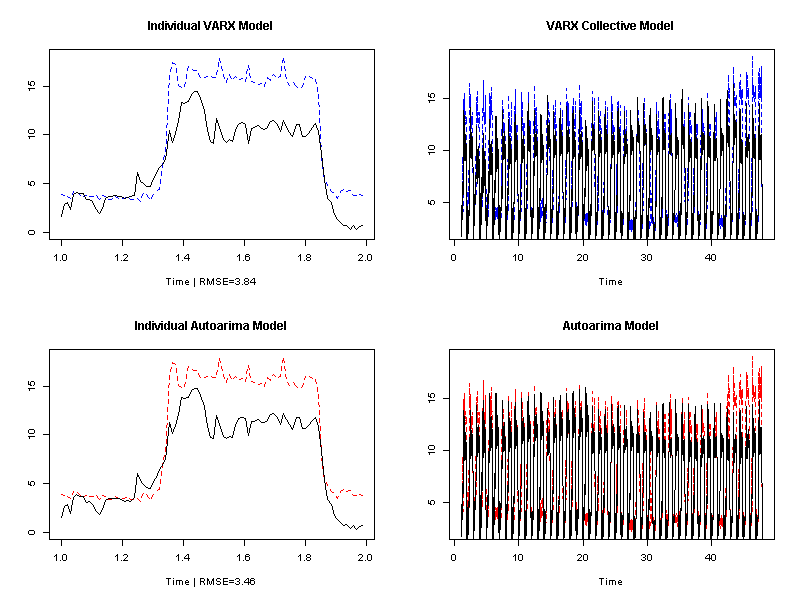 Individual VARX Model
VARX Collective Model
15
10
5
0
1.0 1.2 1.4 1.6 1.8 2.0
Time | RMSE=3.84
15
10
5
0 10 20 30 40
Time
Individual Autoarima Model
Autoarima Model
15
10
5
0
1.0 1.2 1.4 1.6 1.8 2.0
Time | RMSE=3.46
15
10
5
0 10 20 30 40
Time